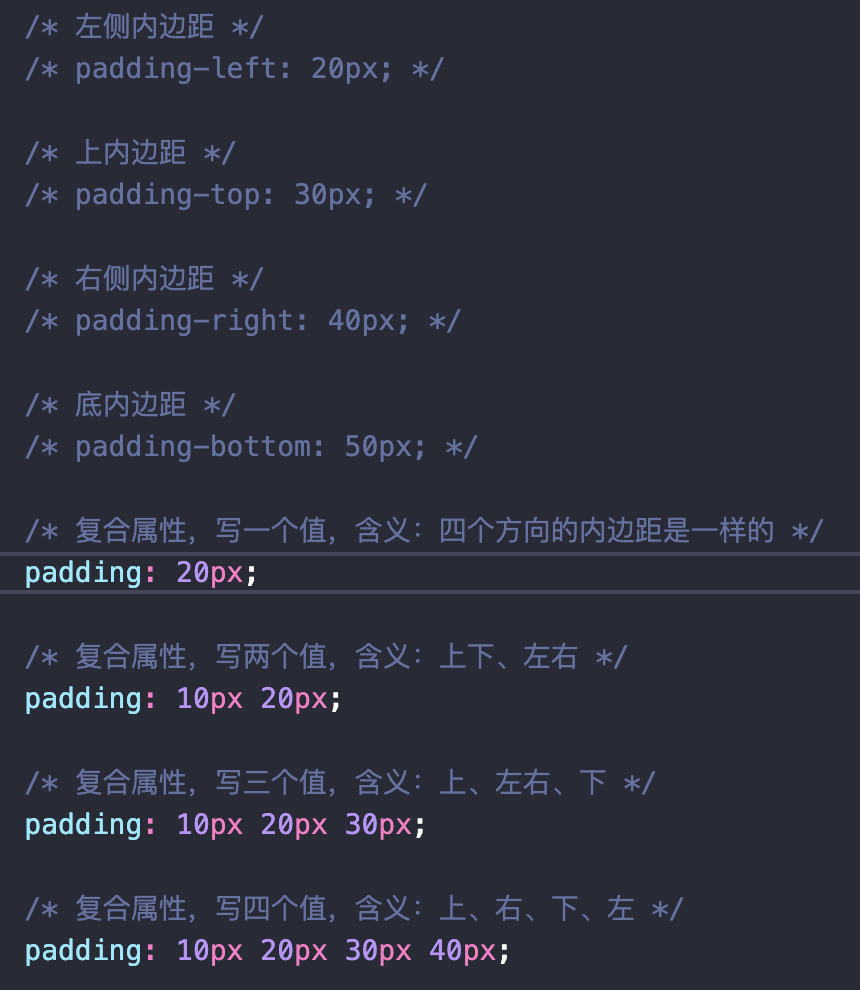 /* 左侧内边距 */
/* padding-left: 20px; */
/* 上内边距 */
/* padding-top: 30px; */
/* 右侧内边距 */
/* padding-right: 40px; */
/* 底内边距 */
/* padding-bottom: 50px; */
/* 复合属性，写一个值，含义：四个方向的内边距是一样的 */
padding: 20px;
/* 复合属性，写两个值，含义：上下、左右 */
padding: 10px 20px;
/* 复合属性，写三个值，含义：上、左右、下 */
padding: 10px 20px 30px;
/* 复合属性，写四个值，含义：上、右、下、左 */
padding: 10px 20px 30px 40px;